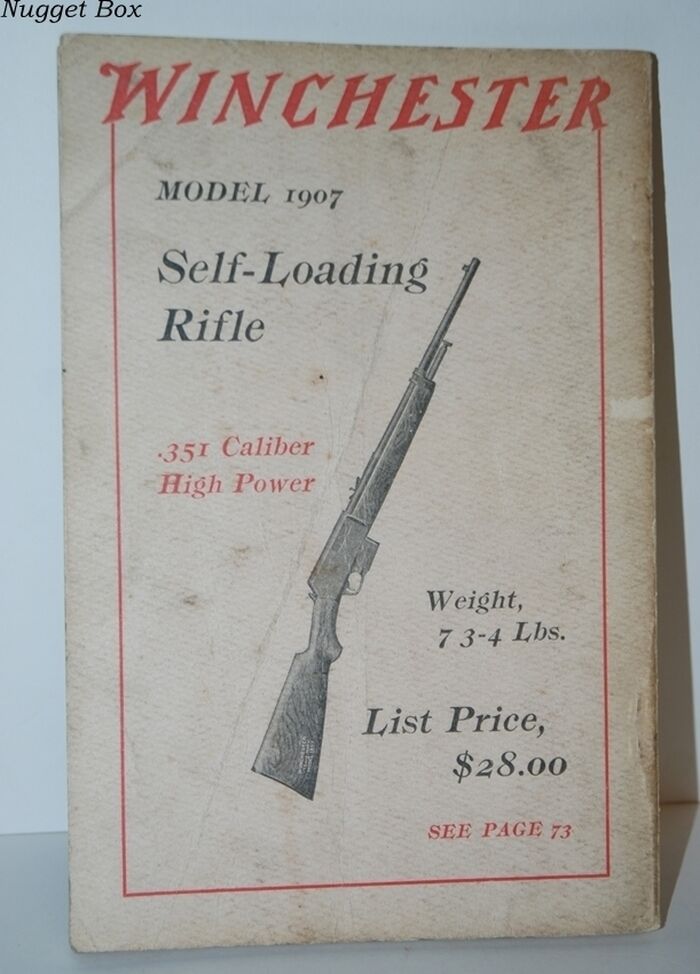 Nugget Box
WINCHESTER
MODEL 1907
Self-Loading
Rifle
.351 Caliber
High Power
Weight,
7 3-4 Lbs.
List Price,
$28.00
SEE PAGE 73